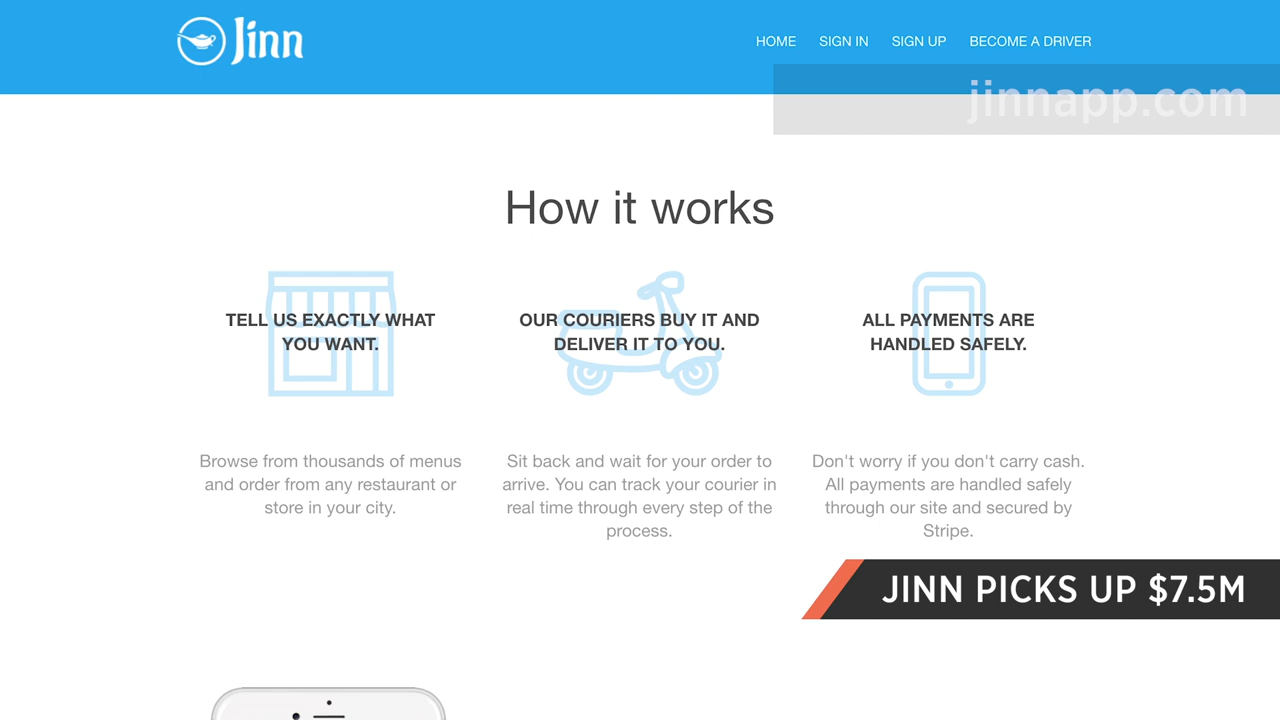 Jinn
HOME SIGN IN SIGN UP BECOME A DRIVER
jinnapp.com
How it works
TELL US EXACTLY WHAT
YOU WANT.
OUR COURIERS BUY IT AND
DELIVER IT TO YOU.
ALL PAYMENTS ARE
HANDLED SAFELY.
Browse from thousands of menus
and order from any restaurant or
store in your city.
Sit back and wait for your order to
arrive. You can track your courier in
real time through every step of the
process.
Don't worry if you don't carry cash.
All payments are handled safely
through our site and secured by
Stripe.
JINN PICKS UP $7.5M